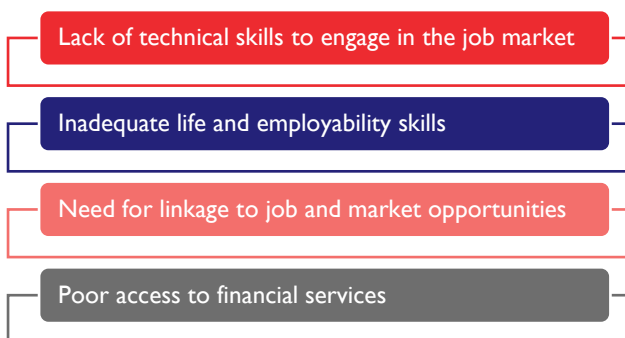 Lack of technical skills to engage in the job market
Inadequate life and employability skills
Need for linkage to job and market opportunities
Poor access to financial services